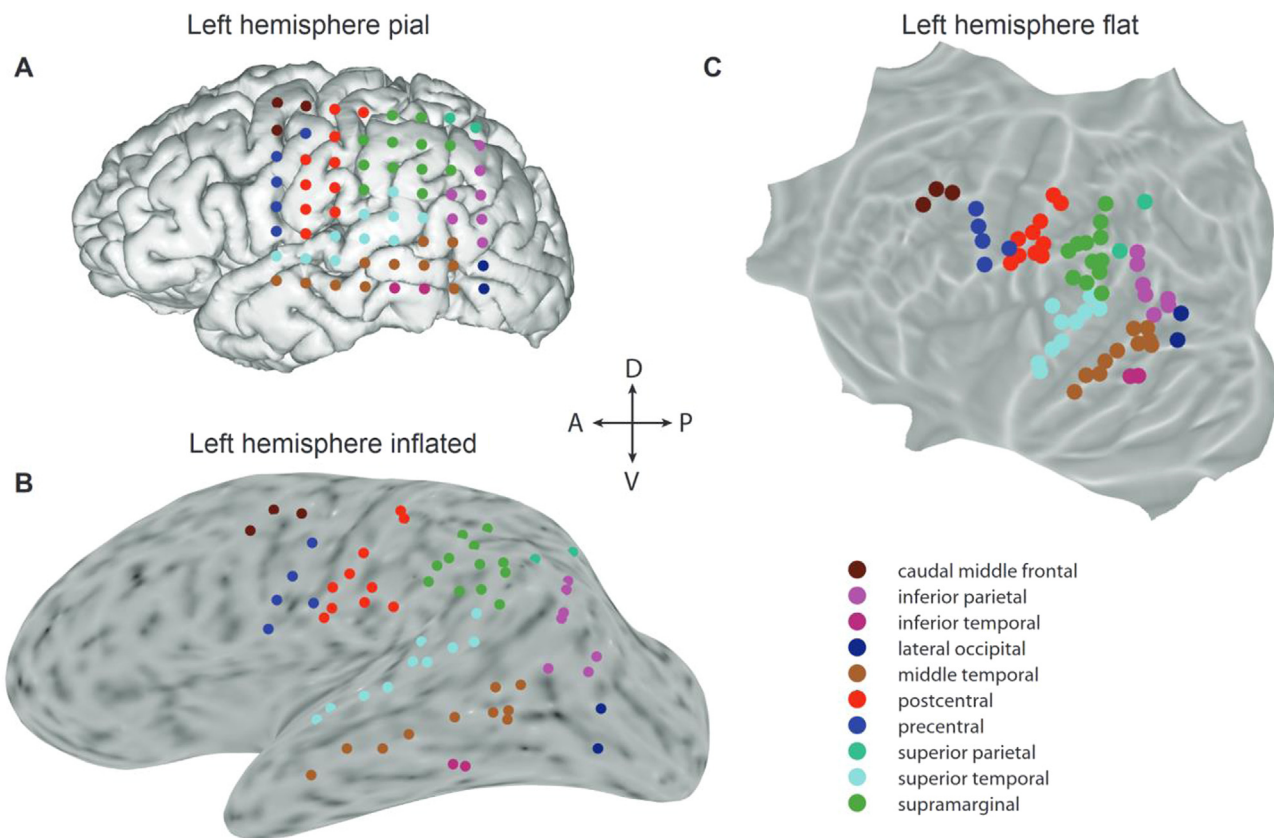 Left hemisphere pial
Left hemisphere flat
A
C
D
A
P
V
Left hemisphere inflated
B
caudal middle frontal
inferior parietal
inferior temporal
lateral occipital
middle temporal
postcentral
precentral
superior parietal
superior temporal
supramarginal